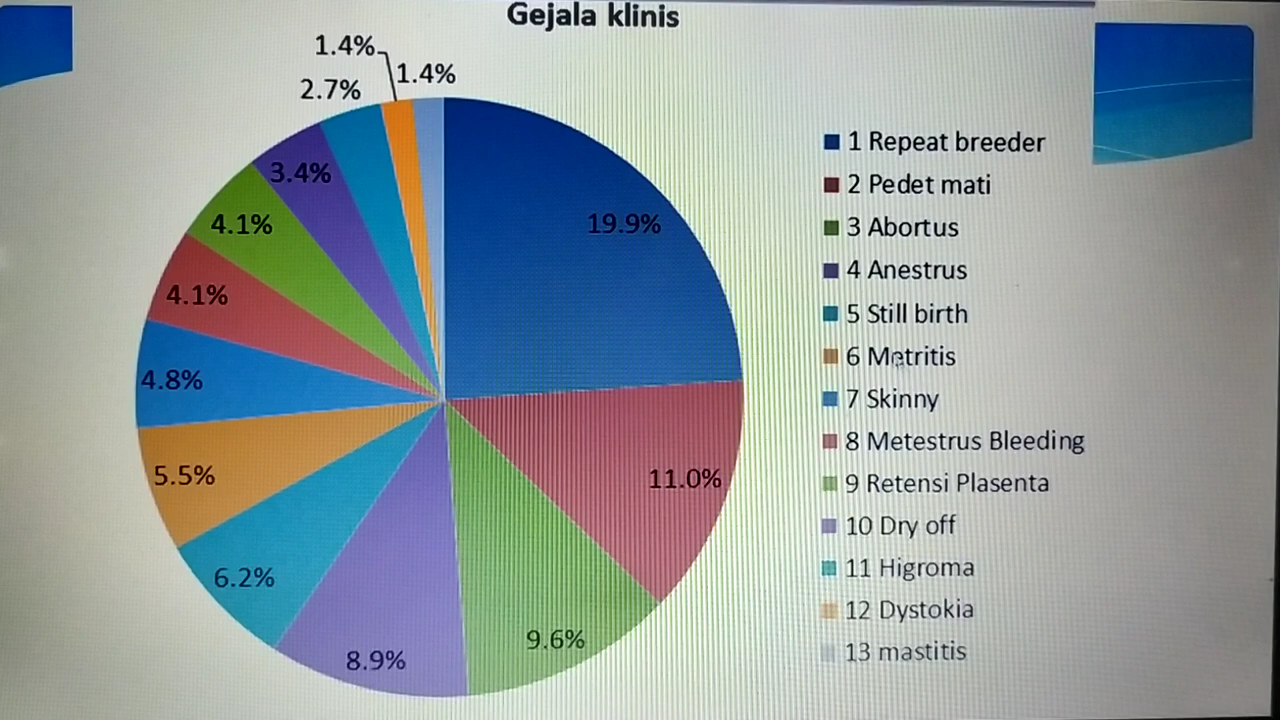 Gejala klinis
1.4%
1.4%
2.7%
3.4%
4.1%
4.1%
4.8%
5.5%
6.2%
8.9%
9.6%
11.0%
19.9%
1 Repeat breeder
2 Pedet mati
3 Abortus
4 Anestrus
5 Still birth
6 Metritis
7 Skinny
8 Metestrus Bleeding
9 Retensi Plasenta
10 Dry off
11 Higroma
12 Dystokia
13 mastitis